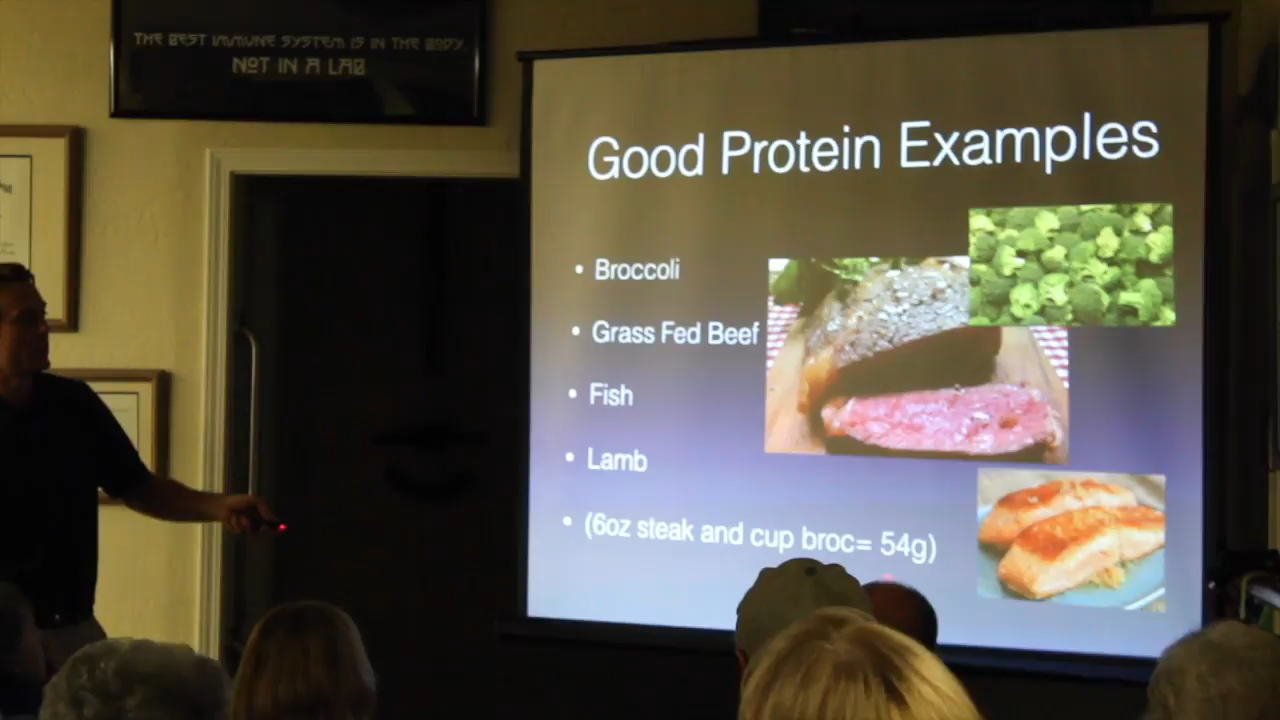 THE BEST IMMUNE SYSTEM IS IN THE BODY,
NOT IN A LAB
Good Protein Examples
• Broccoli
• Grass Fed Beef
• Fish
• Lamb
• (6oz steak and cup broc= 54g)